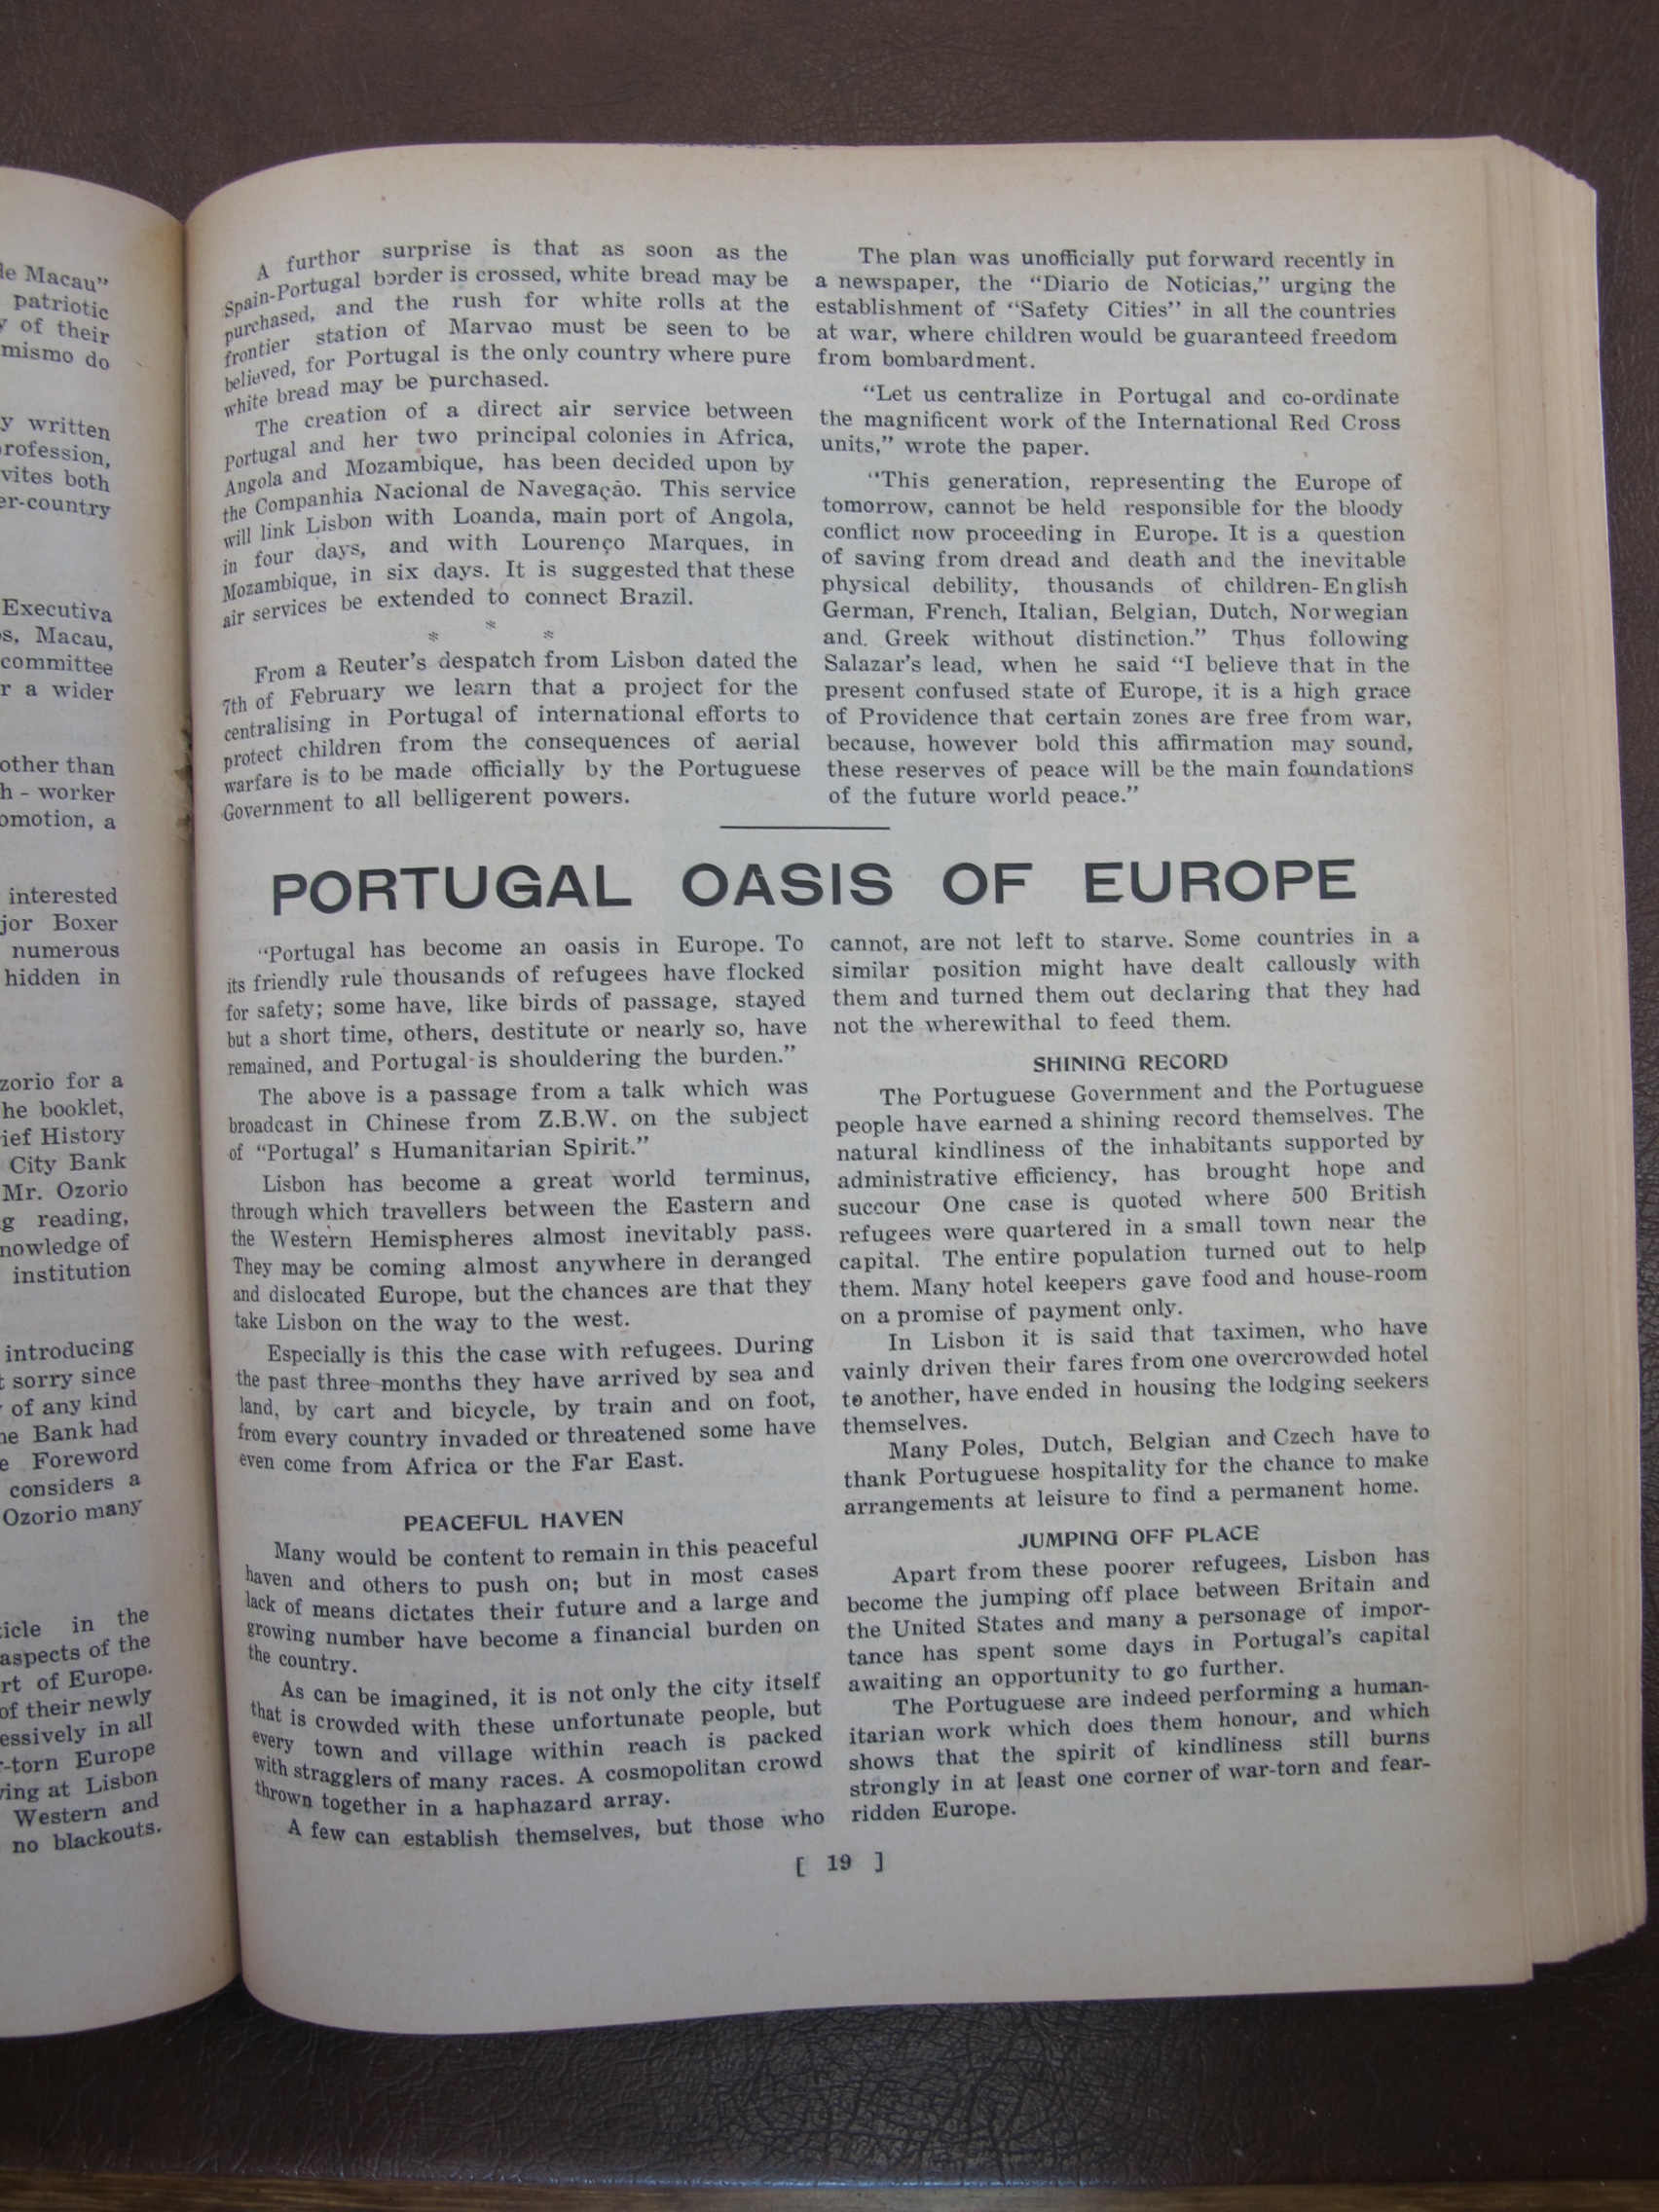 de Macau"
patriotic
of their
mismo do
written
profession,
vites both
er-country
Executiva
Macau,
committee
r a wider
other than
h - worker
omotion, a
interested
jor Boxer
numerous
hidden in
zorio for a
he booklet,
rief History
City Bank
Mr. Ozorio
g reading,
nowledge of
institution
introducing
t sorry since
of any kind
he Bank had
e Foreword
considers a
Ozorio many
icle in the
aspects of the
rt of Europe.
of their newly
essively in all
r-torn Europe
ving at Lisbon
Western and
no blackouts.
A furthor surprise is that as soon as the
Spain-Portugal border is crossed, white bread may be
purchased, and the rush for white rolls at the
frontier station of Marvao must be seen to be
believed, for Portugal is the only country where pure
white bread may be purchased.
The creation of a direct air service between
Portugal and her two principal colonies in Africa,
Angola and Mozambique, has been decided upon by
the Companhia Nacional de Navegação. This service
will link Lisbon with Loanda, main port of Angola,
in four days, and with Lourenço Marques, in
Mozambique, in six days. It is suggested that these
air services be extended to connect Brazil.
* * *
From a Reuter's despatch from Lisbon dated the
7th of February we learn that a project for the
centralising in Portugal of international efforts to
protect children from the consequences of aerial
warfare is to be made officially by the Portuguese
Government to all belligerent powers.
The plan was unofficially put forward recently in
a newspaper, the "Diario de Noticias," urging the
establishment of "Safety Cities" in all the countries
at war, where children would be guaranteed freedom
from bombardment.
"Let us centralize in Portugal and co-ordinate
the magnificent work of the International Red Cross
units," wrote the paper.
"This generation, representing the Europe of
tomorrow, cannot be held responsible for the bloody
conflict now proceeding in Europe. It is a question
of saving from dread and death and the inevitable
physical debility, thousands of children-English
German, French, Italian, Belgian, Dutch, Norwegian
and. Greek without distinction." Thus following
Salazar's lead, when he said "I believe that in the
present confused state of Europe, it is a high grace
of Providence that certain zones are free from war,
because, however bold this affirmation may sound,
these reserves of peace will be the main foundations
of the future world peace."
PORTUGAL OASIS OF EUROPE
"Portugal has become an oasis in Europe. To
its friendly rule thousands of refugees have flocked
for safety; some have, like birds of passage, stayed
but a short time, others, destitute or nearly so, have
remained, and Portugal is shouldering the burden."
The above is a passage from a talk which was
broadcast in Chinese from Z.B.W. on the subject
of "Portugal' s Humanitarian Spirit."
Lisbon has become a great world terminus,
through which travellers between the Eastern and
the Western Hemispheres almost inevitably pass.
They may be coming almost anywhere in deranged
and dislocated Europe, but the chances are that they
take Lisbon on the way to the west.
Especially is this the case with refugees. During
the past three months they have arrived by sea and
land, by cart and bicycle, by train and on foot,
from every country invaded or threatened some have
even come from Africa or the Far East.
PEACEFUL HAVEN
Many would be content to remain in this peaceful
haven and others to push on; but in most cases
lack of means dictates their future and a large and
growing number have become a financial burden on
the country.
As can be imagined, it is not only the city itself
that is crowded with these unfortunate people, but
every town and village within reach is packed
with stragglers of many races. A cosmopolitan crowd
thrown together in a haphazard array.
A few can establish themselves, but those who
cannot, are not left to starve. Some countries in a
similar position might have dealt callously with
them and turned them out declaring that they had
not the wherewithal to feed them.
SHINING RECORD
The Portuguese Government and the Portuguese
people have earned a shining record themselves. The
natural kindliness of the inhabitants supported by
administrative efficiency, has brought hope and
succour One case is quoted where 500 British
refugees were quartered in a small town near the
capital. The entire population turned out to help
them. Many hotel keepers gave food and house-room
on a promise of payment only.
In Lisbon it is said that taximen, who have
vainly driven their fares from one overcrowded hotel
to another, have ended in housing the lodging seekers
themselves.
Many Poles, Dutch, Belgian and Czech have to
thank Portuguese hospitality for the chance to make
arrangements at leisure to find a permanent home.
JUMPING OFF PLACE
Apart from these poorer refugees, Lisbon has
become the jumping off place between Britain and
the United States and many a personage of impor-
tance has spent some days in Portugal's capital
awaiting an opportunity to go further.
The Portuguese are indeed performing a human-
itarian work which does them honour, and which
shows that the spirit of kindliness still burns
strongly in at least one corner of war-torn and fear-
ridden Europe.
[ 19 ]